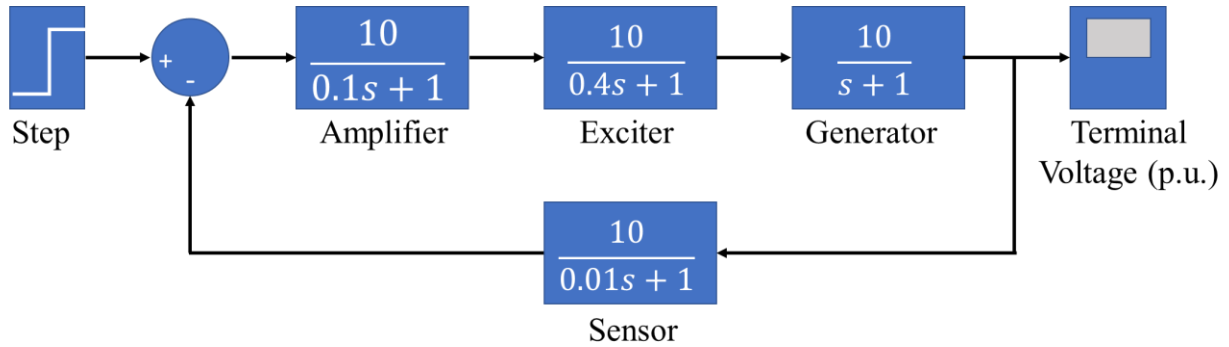 10
0.1s + 1
10
0.4s + 1
10
s + 1
+
-
Step
Amplifier
Exciter
Generator
Terminal
Voltage (p.u.)
10
0.01s + 1
Sensor